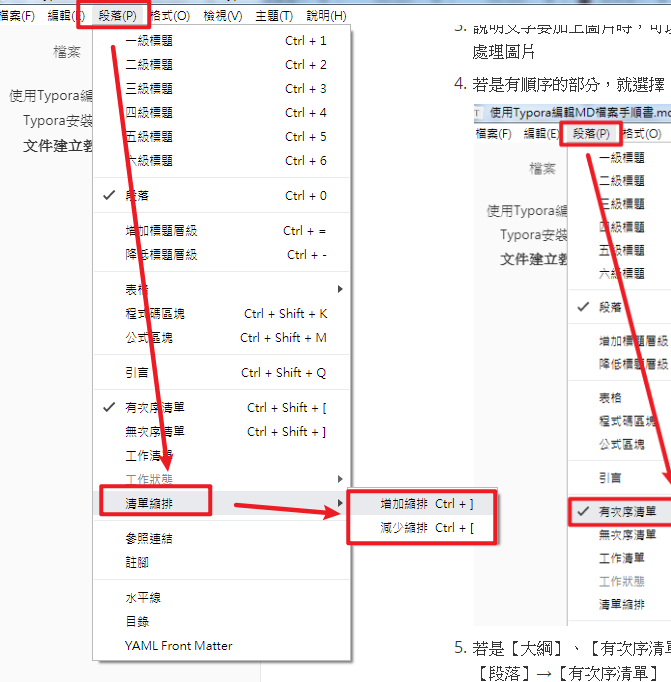 檔案(F) 編輯(E) 段落(P) 格式(O) 檢視(V) 主題(T) 說明(H)
檔案
使用Typora編
Typora安裝
文件建立教
一級標題 Ctrl + 1
二級標題 Ctrl + 2
三級標題 Ctrl + 3
四級標題 Ctrl + 4
五級標題 Ctrl + 5
六級標題 Ctrl + 6
段落 Ctrl + 0
增加標題層級 Ctrl + =
降低標題層級 Ctrl + -
表格
程式碼區塊 Ctrl + Shift + K
公式區塊 Ctrl + Shift + M
引言 Ctrl + Shift + Q
有次序清單 Ctrl + Shift + [
無次序清單 Ctrl + Shift + ]
工作清單
工作狀態
清單縮排
增加縮排 Ctrl + ]
減少縮排 Ctrl + [
參照連結
註腳
水平線
目錄
YAML Front Matter
3. 說明文字要加上圖片時，可以
處理圖片
4. 若是有順序的部分，就選擇
使用Typora編輯MD檔案手順書.md
檔案(F) 編輯(E) 段落(P) 格式(O)
檔案
使用Typora編
Typora安裝
文件建立教
一級標題
二級標題
三級標題
四級標題
五級標題
六級標題
段落
增加標題層級
降低標題層級
表格
程式碼區塊
公式區塊
引言
有次序清單
無次序清單
工作清單
工作狀態
清單縮排
5. 若是【大綱】、【有次序清單
【段落】→【有次序清單】